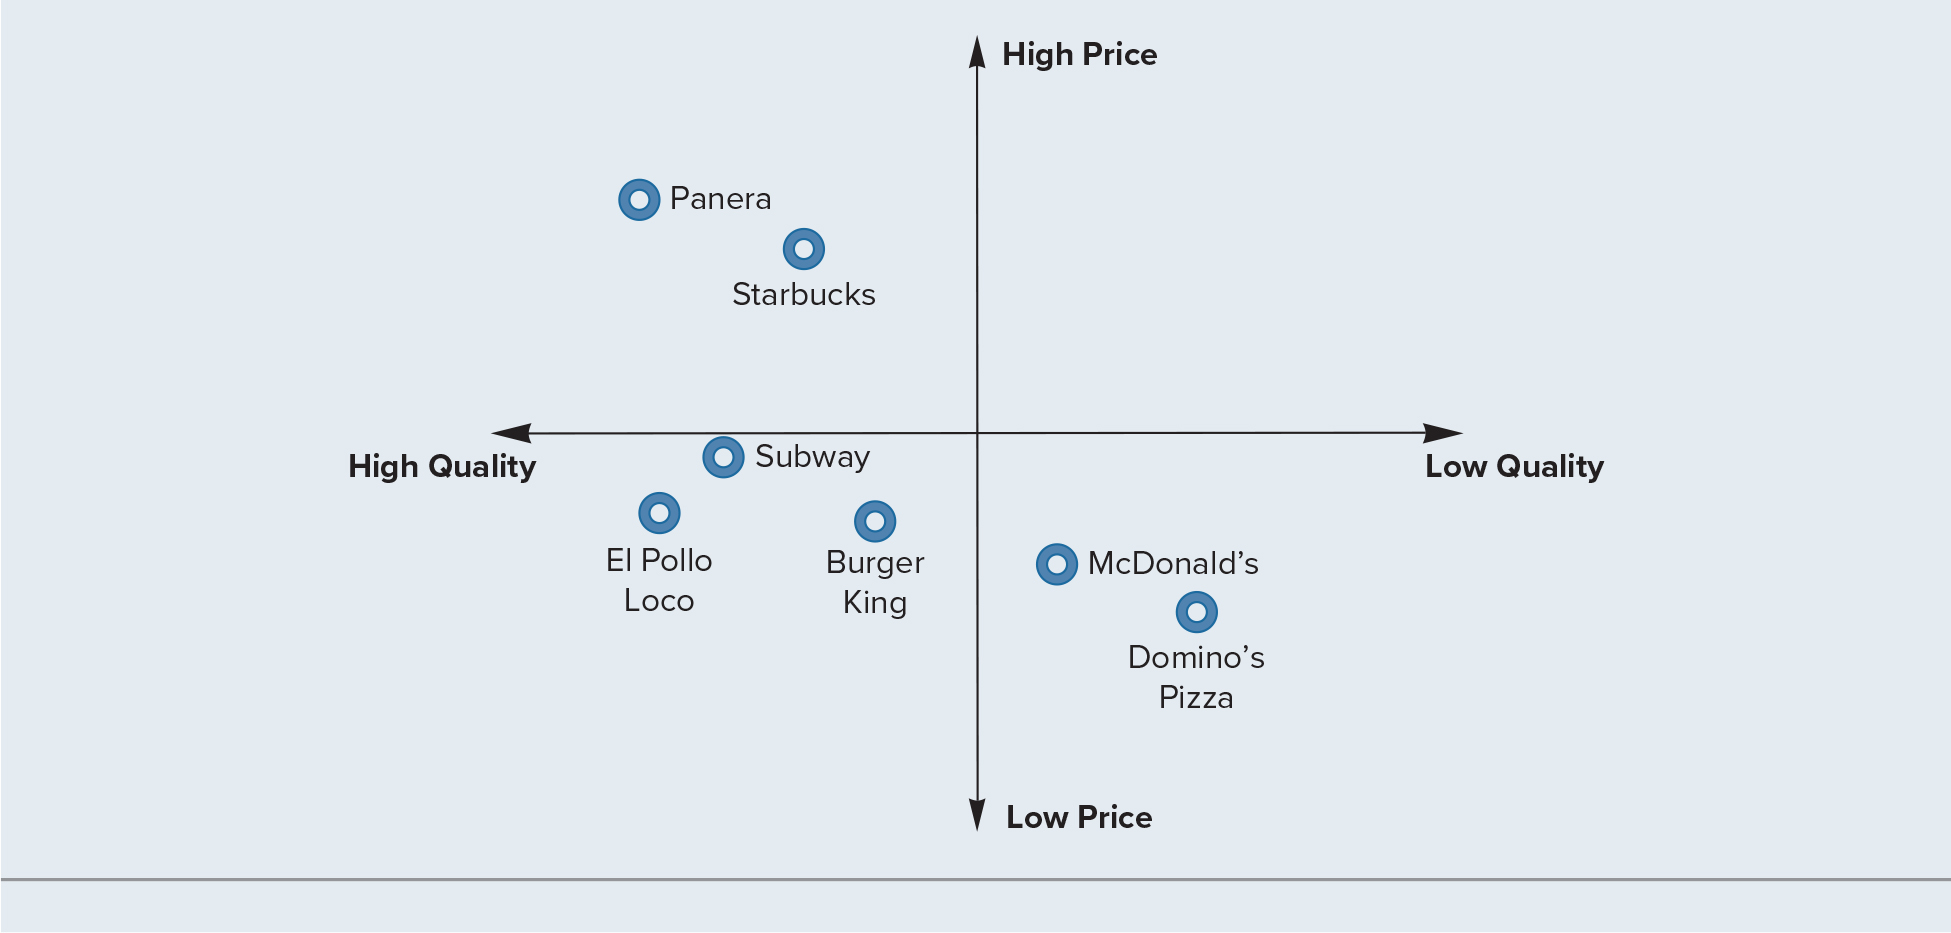 High Price
Panera
Starbucks
High Quality
Low Quality
Subway
El Pollo
Loco
Burger
King
McDonald’s
Domino’s
Pizza
Low Price